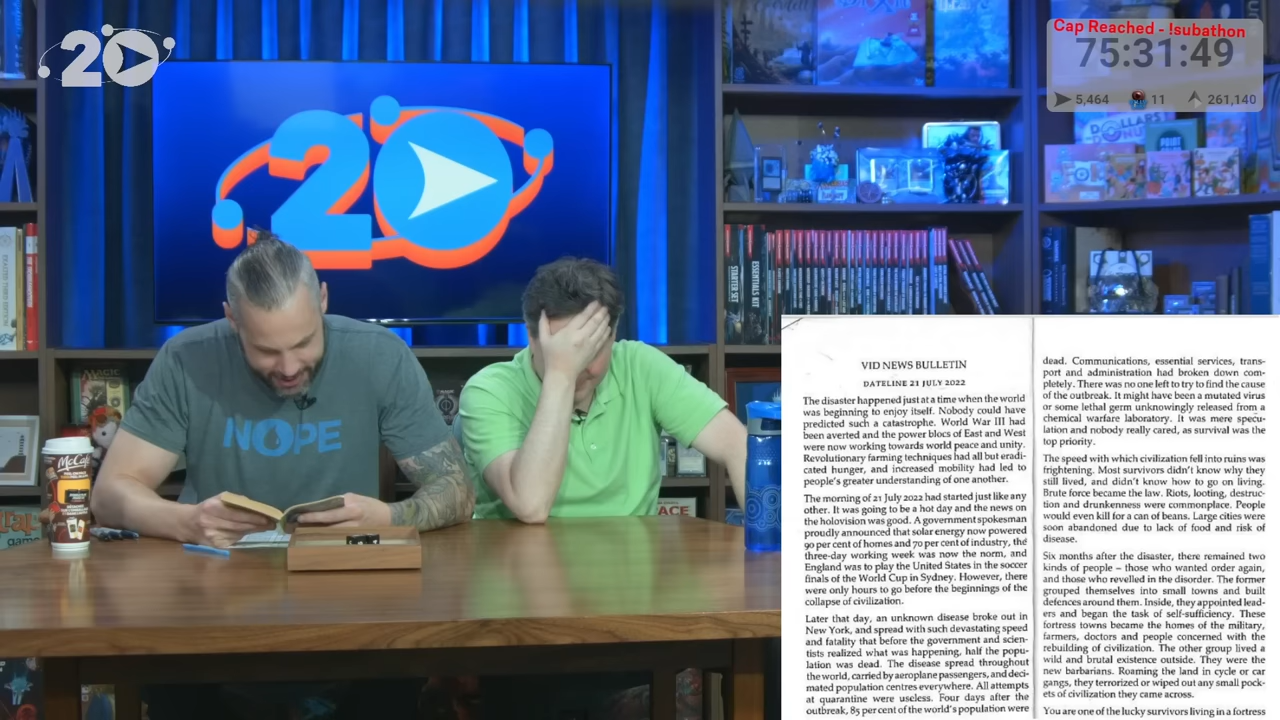 20
Cap Reached - !subathon
75:31:49
5,464
11
261,140
20
STARTER SET
ESSENTIALS KIT
MAGIC
NOPE
McCafé
VID NEWS BULLETIN
DATELINE 21 JULY 2022
The disaster happened just at a time when the world
was beginning to enjoy itself. Nobody could have
predicted such a catastrophe. World War III had
been averted and the power blocs of East and West
were now working towards world peace and unity.
Revolutionary farming techniques had all but eradi-
cated hunger, and increased mobility had led to
people's greater understanding of one another.
The morning of 21 July 2022 had started just like any
other. It was going to be a hot day and the news on
the holovision was good. A government spokesman
proudly announced that solar energy now powered
90 per cent of homes and 70 per cent of industry, the
three-day working week was now the norm, and
England was to play the United States in the soccer
finals of the World Cup in Sydney. However, there
were only hours to go before the beginnings of the
collapse of civilization.
Later that day, an unknown disease broke out in
New York, and spread with such devastating speed
and fatality that before the government and scien-
tists realized what was happening, half the popu-
lation was dead. The disease spread throughout
the world, carried by aeroplane passengers, and deci-
mated population centres everywhere. All attempts
at quarantine were useless. Four days after the
outbreak, 85 per cent of the world's population were
dead. Communications, essential services, trans-
port and administration had broken down com-
pletely. There was no one left to try to find the cause
of the outbreak. It might have been a mutated virus
or some lethal germ unknowingly released from a
chemical warfare laboratory. It was mere specu-
lation and nobody really cared, as survival was the
top priority.
The speed with which civilization fell into ruins was
frightening. Most survivors didn't know why they
still lived, and didn't know how to go on living.
Brute force became the law. Riots, looting, destruc-
tion and drunkenness were commonplace. People
would even kill for a can of beans. Large cities were
soon abandoned due to lack of food and risk of
disease.
Six months after the disaster, there remained two
kinds of people – those who wanted order again,
and those who revelled in the disorder. The former
grouped themselves into small towns and built
defences around them. Inside, they appointed lead-
ers and began the task of self-sufficiency. These
fortress towns became the homes of the military,
farmers, doctors and people concerned with the
rebuilding of civilization. The other group lived a
wild and brutal existence outside. They were the
new barbarians. Roaming the land in cycle or car
gangs, they terrorized or wiped out any small pock-
ets of civilization they came across.
You are one of the lucky survivors living in a fortress